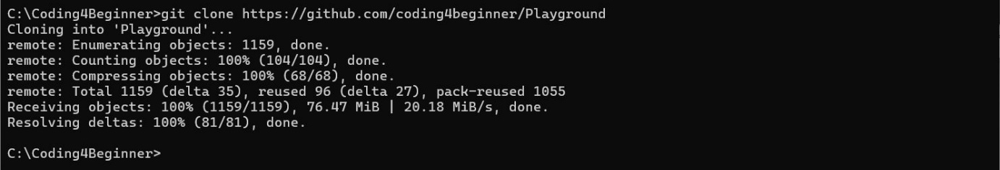 C:\Coding4Beginner>git clone https://github.com/coding4beginner/Playground
Cloning into 'Playground'...
remote: Enumerating objects: 1159, done.
remote: Counting objects: 100% (104/104), done.
remote: Compressing objects: 100% (68/68), done.
remote: Total 1159 (delta 35), reused 96 (delta 27), pack-reused 1055
Receiving objects: 100% (1159/1159), 76.47 MiB | 20.18 MiB/s, done.
Resolving deltas: 100% (81/81), done.
C:\Coding4Beginner>